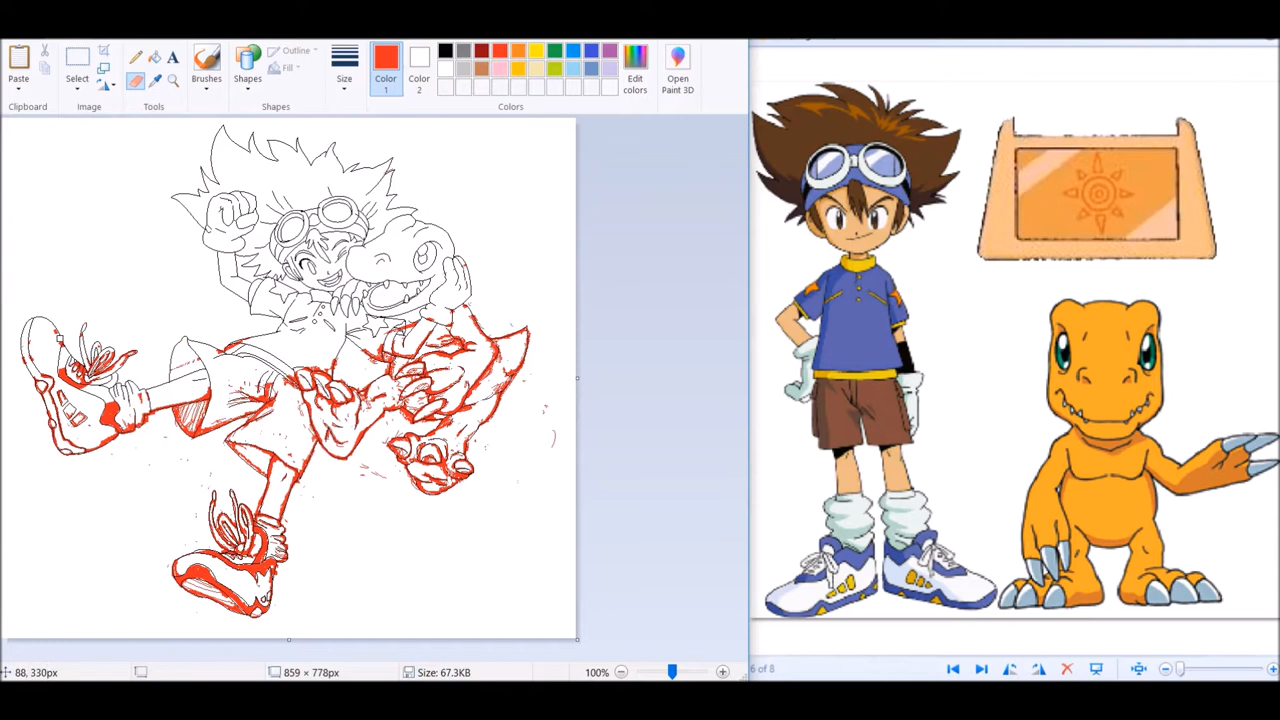 Paste
Select
Brushes
Shapes
Outline
Fill
Size
Color 1
Color 2
Edit colors
Open Paint 3D
Clipboard
Image
Tools
Shapes
Colors
A
88, 330px
859 × 778px
Size: 67.3KB
100%
6 of 8